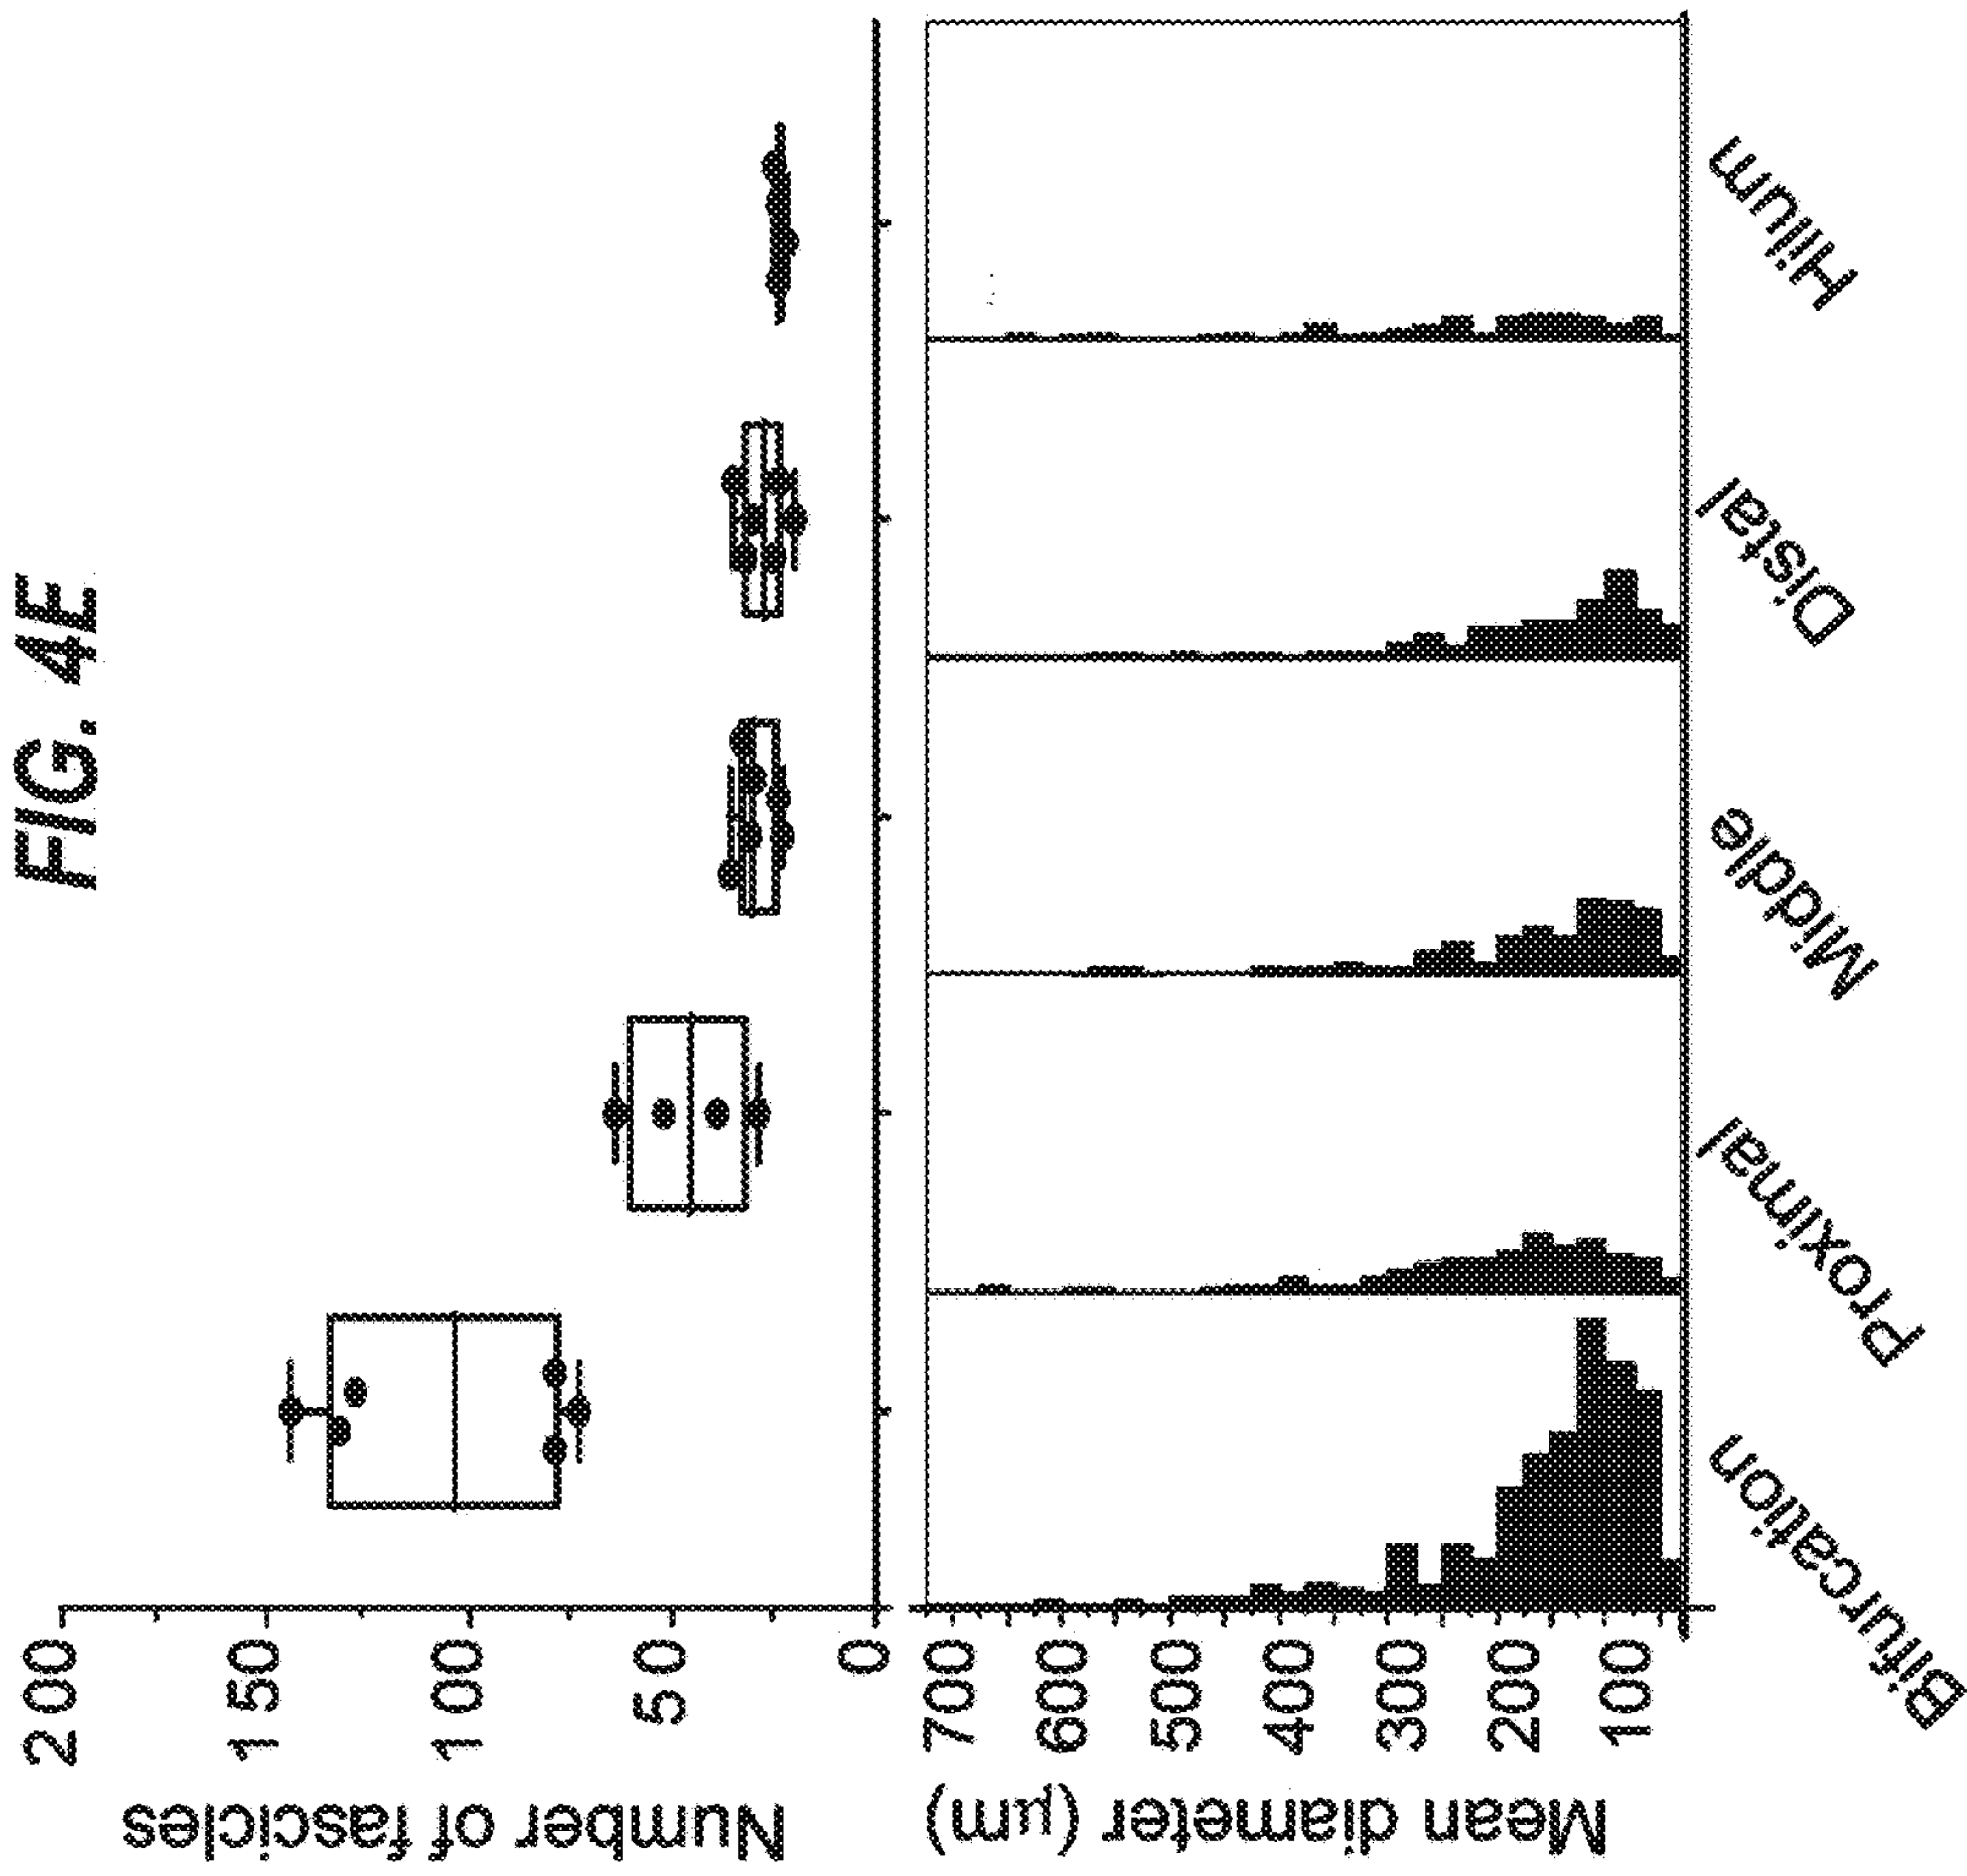 FIG. 4E
Number of fascicles
200
150
100
50
0
Mean diameter (µm)
700
600
500
400
300
200
100
Bifurcation
Proximal
Middle
Distal
Hilum